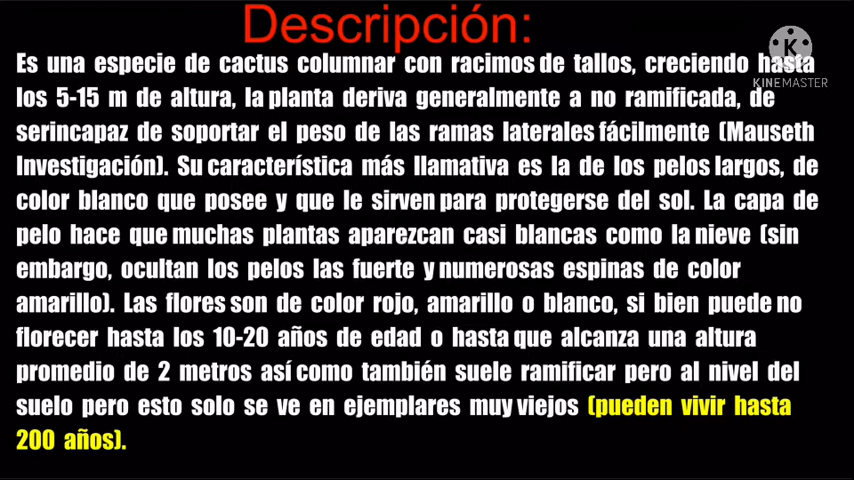 Descripción:
Es una especie de cactus columnar con racimos de tallos, creciendo hasta
los 5-15 m de altura, la planta deriva generalmente a no ramificada, de
serincapaz de soportar el peso de las ramas laterales fácilmente (Mauseth
Investigación). Su característica más llamativa es la de los pelos largos, de
color blanco que posee y que le sirven para protegerse del sol. La capa de
pelo hace que muchas plantas aparezcan casi blancas como la nieve (sin
embargo, ocultan los pelos las fuerte y numerosas espinas de color
amarillo). Las flores son de color rojo, amarillo o blanco, si bien puede no
florecer hasta los 10-20 años de edad o hasta que alcanza una altura
promedio de 2 metros así como también suele ramificar pero al nivel del
suelo pero esto solo se ve en ejemplares muy viejos (pueden vivir hasta
200 años).
K
KINEMASTER